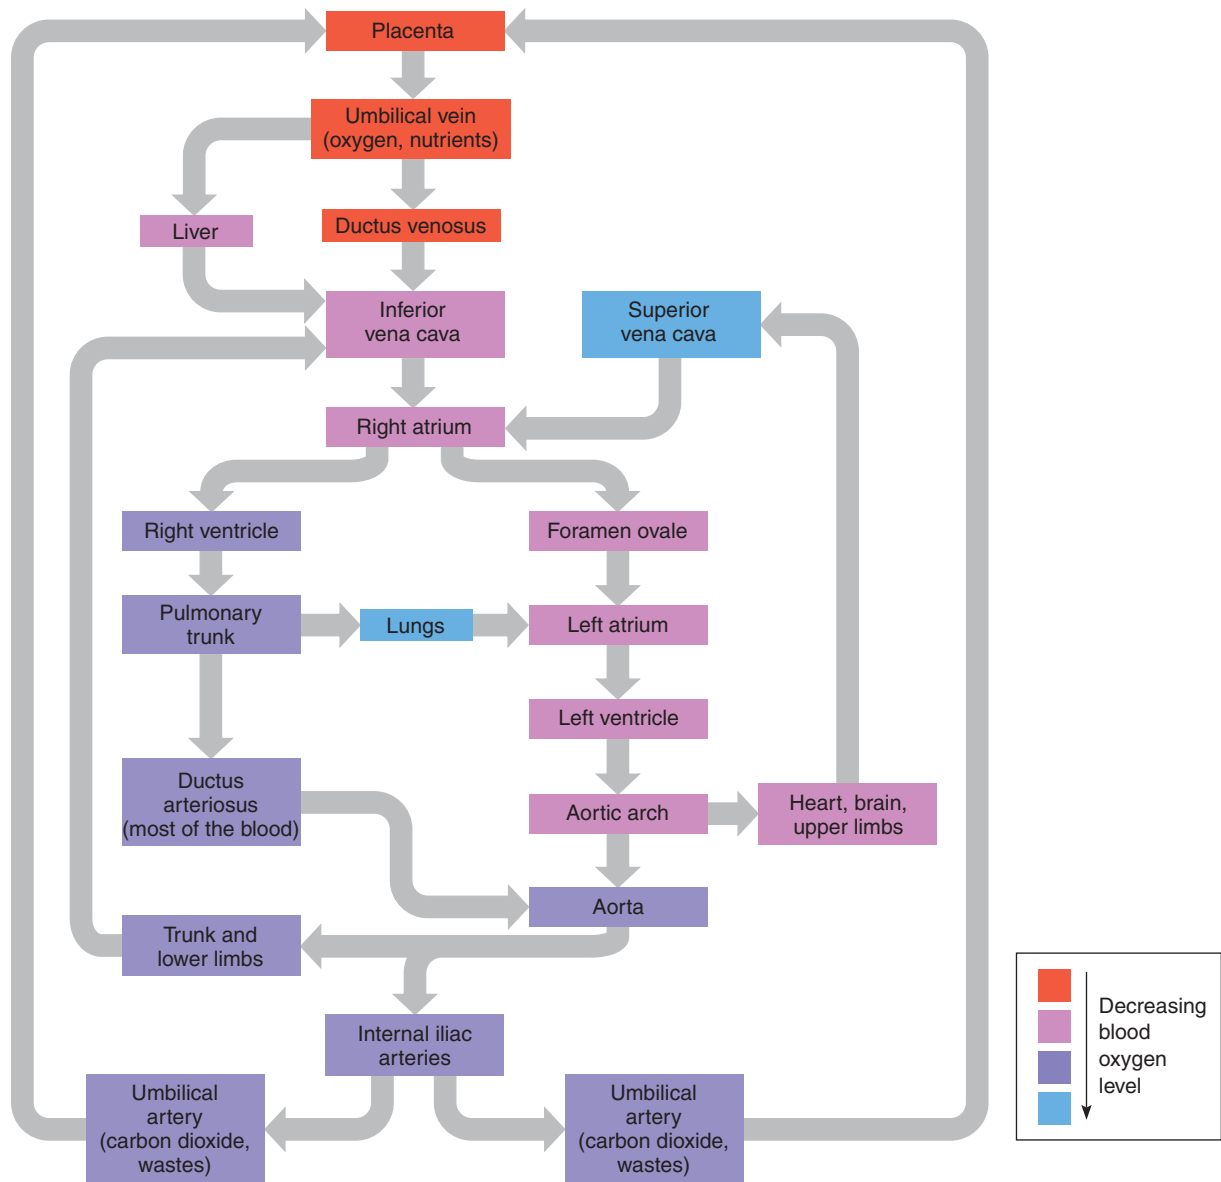 Placenta
Umbilical vein
(oxygen, nutrients)
Liver
Ductus venosus
Inferior
vena cava
Superior
vena cava
Right atrium
Right ventricle
Foramen ovale
Pulmonary
trunk
Lungs
Left atrium
Left ventricle
Ductus
arteriosus
(most of the blood)
Aortic arch
Heart, brain,
upper limbs
Aorta
Trunk and
lower limbs
Internal iliac
arteries
Umbilical
artery
(carbon dioxide,
wastes)
Umbilical
artery
(carbon dioxide,
wastes)
Decreasing
blood
oxygen
level